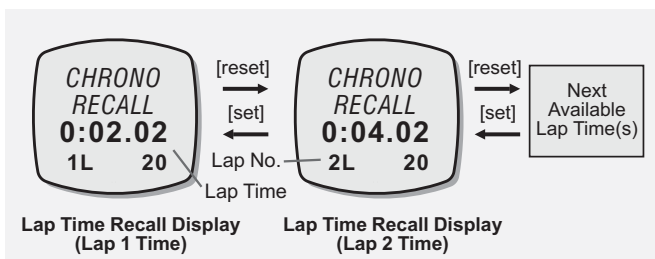 CHRONO
RECALL
0:02.02
1L 20
[reset]
[set]
CHRONO
RECALL
0:04.02
2L 20
Lap No.
Lap Time
[reset]
[set]
Next
Available
Lap Time(s)
Lap Time Recall Display
(Lap 1 Time)
Lap Time Recall Display
(Lap 2 Time)